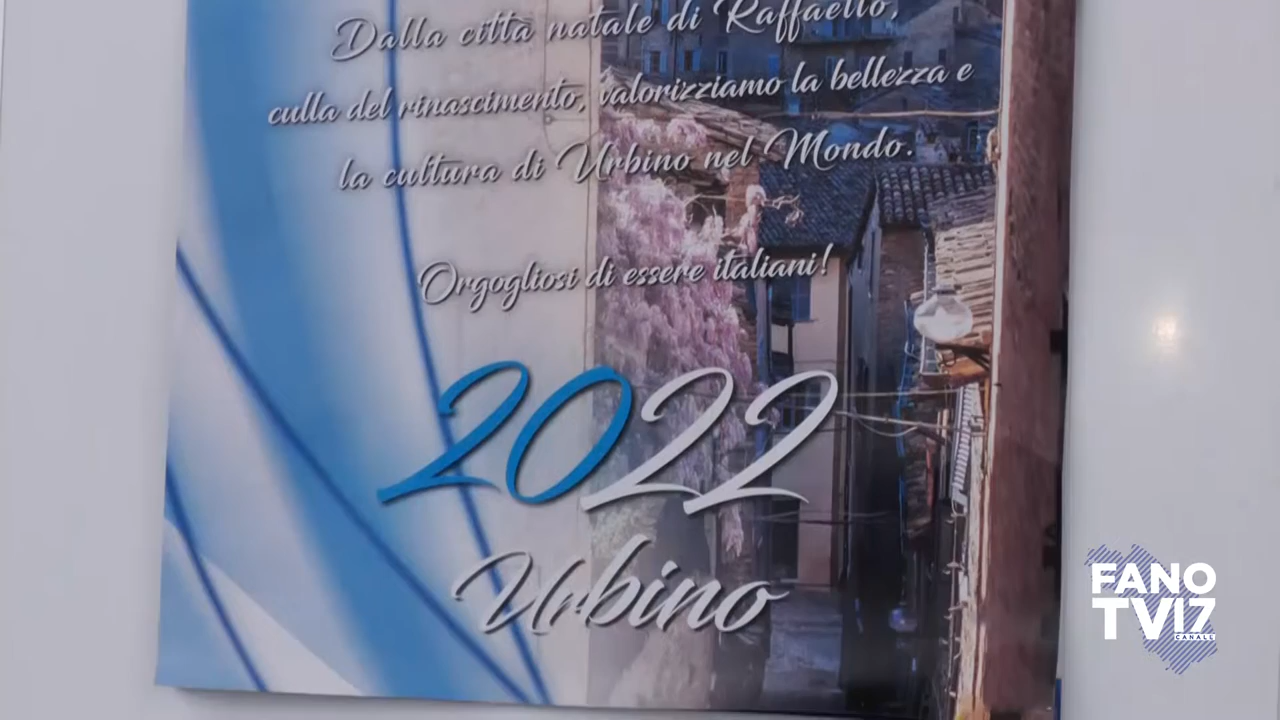 Dalla città natale di Raffaello,
culla del rinascimento, valorizziamo la bellezza e
la cultura di Urbino nel Mondo.
Orgogliosi di essere italiani!
2022
Urbino
FANO
TV17
CANALE